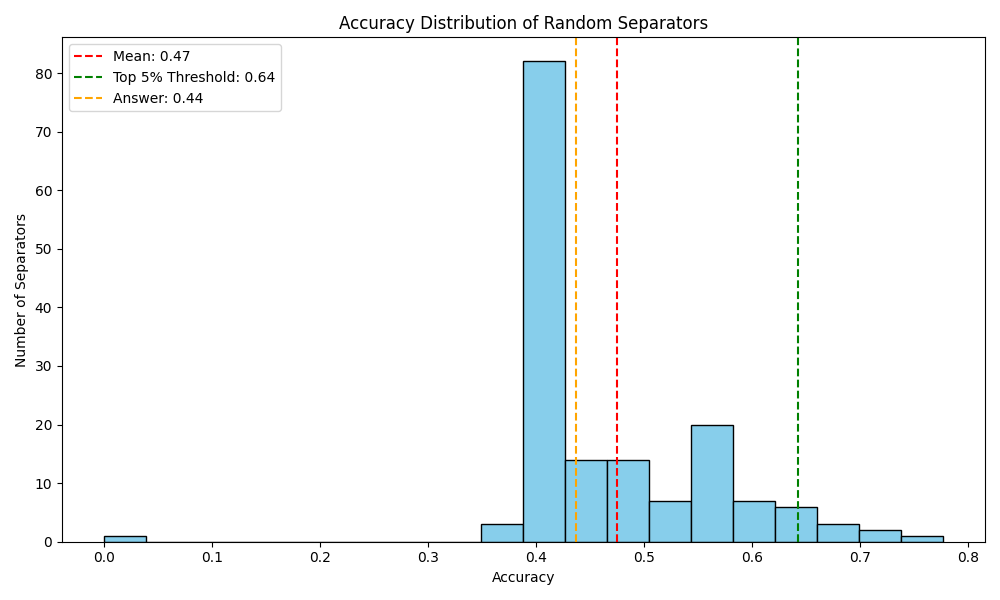 Accuracy Distribution of Random Separators
Mean: 0.47
Top 5% Threshold: 0.64
Answer: 0.44
Number of Separators
80
70
60
50
40
30
20
10
0
0.0 0.1 0.2 0.3 0.4 0.5 0.6 0.7 0.8
Accuracy